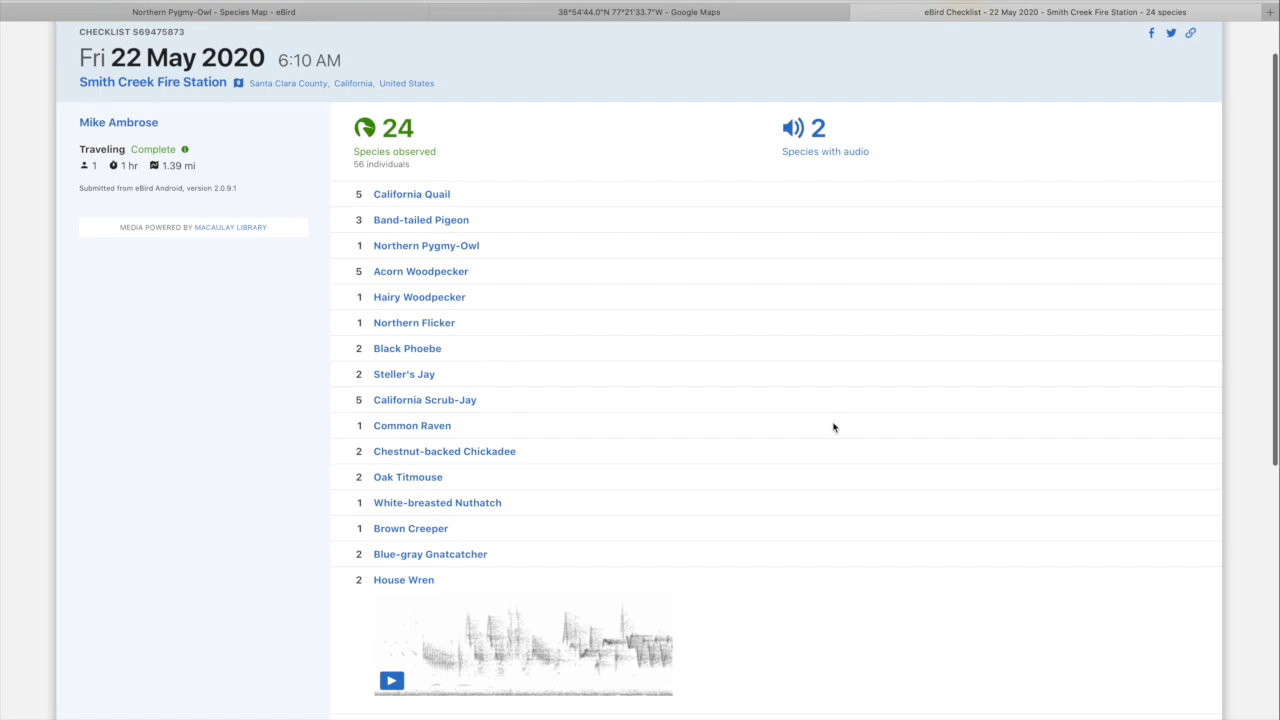 Northern Pygmy-Owl - Species Map - eBird
38°54'44.0"N 77°21'33.7"W - Google Maps
eBird Checklist - 22 May 2020 - Smith Creek Fire Station - 24 species
+
CHECKLIST S69475873
Fri 22 May 2020 6:10 AM
Smith Creek Fire Station Santa Clara County, California, United States
Mike Ambrose
Traveling Complete
1 1 hr 1.39 mi
Submitted from eBird Android, version 2.0.9.1
MEDIA POWERED BY MACAULAY LIBRARY
24
Species observed
56 individuals
2
Species with audio
5 California Quail
3 Band-tailed Pigeon
1 Northern Pygmy-Owl
5 Acorn Woodpecker
1 Hairy Woodpecker
1 Northern Flicker
2 Black Phoebe
2 Steller's Jay
5 California Scrub-Jay
1 Common Raven
2 Chestnut-backed Chickadee
2 Oak Titmouse
1 White-breasted Nuthatch
1 Brown Creeper
2 Blue-gray Gnatcatcher
2 House Wren